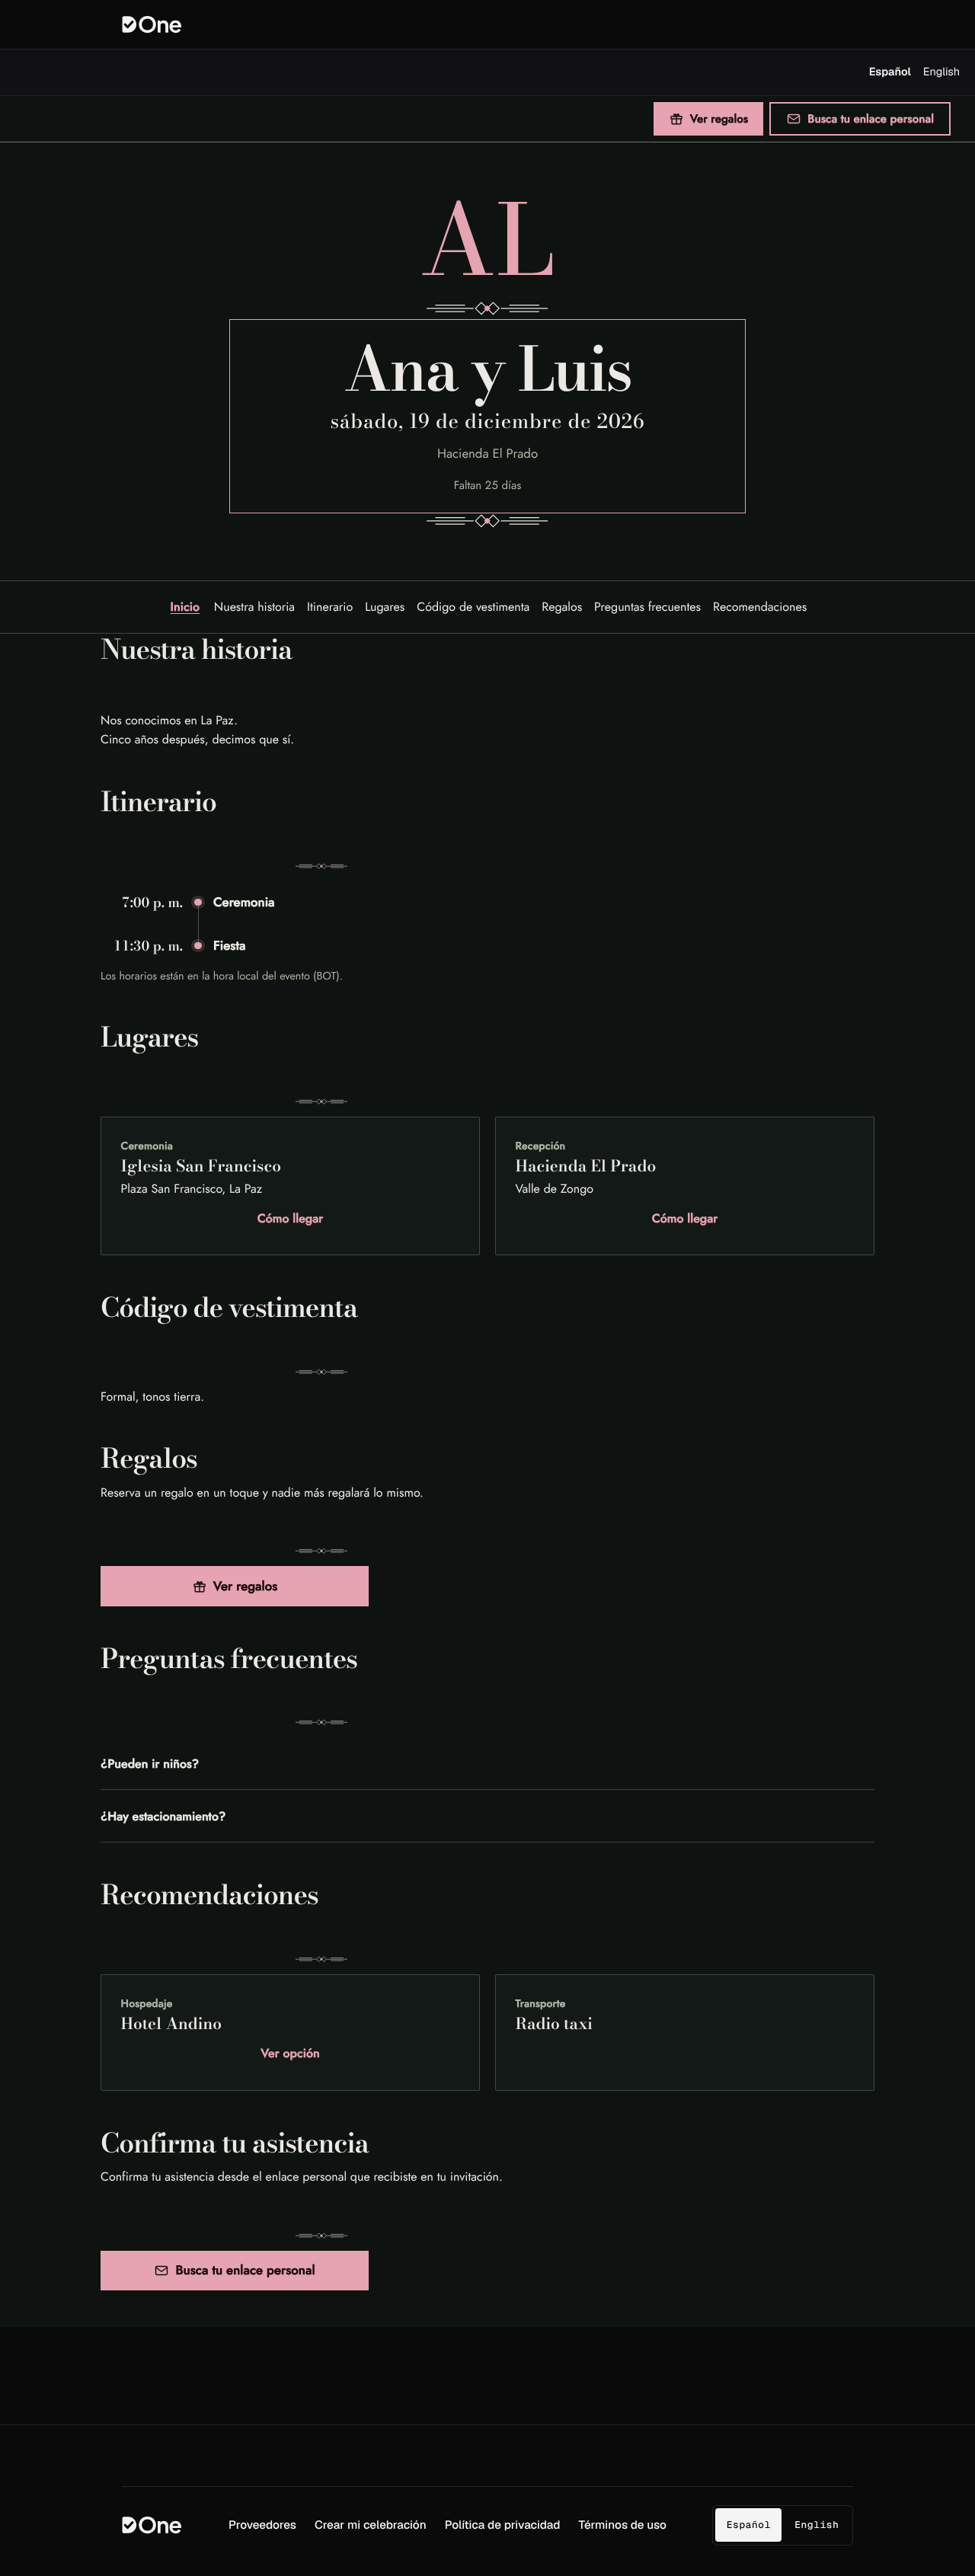 One
Español English
Ver regalos Busca tu enlace personal
AL
Ana y Luis
sábado, 19 de diciembre de 2026
Hacienda El Prado
Faltan 25 días
Inicio Nuestra historia Itinerario Lugares Código de vestimenta Regalos Preguntas frecuentes Recomendaciones
Nuestra historia
Nos conocimos en La Paz.
Cinco años después, decimos que sí.
Itinerario
7:00 p. m. Ceremonia
11:30 p. m. Fiesta
Los horarios están en la hora local del evento (BOT).
Lugares
Ceremonia
Iglesia San Francisco
Plaza San Francisco, La Paz
Cómo llegar
Recepción
Hacienda El Prado
Valle de Zongo
Cómo llegar
Código de vestimenta
Formal, tonos tierra.
Regalos
Reserva un regalo en un toque y nadie más regalará lo mismo.
Ver regalos
Preguntas frecuentes
¿Pueden ir niños?
¿Hay estacionamiento?
Recomendaciones
Hospedaje
Hotel Andino
Ver opción
Transporte
Radio taxi
Confirma tu asistencia
Confirma tu asistencia desde el enlace personal que recibiste en tu invitación.
Busca tu enlace personal
One Proveedores Crear mi celebración Política de privacidad Términos de uso Español English